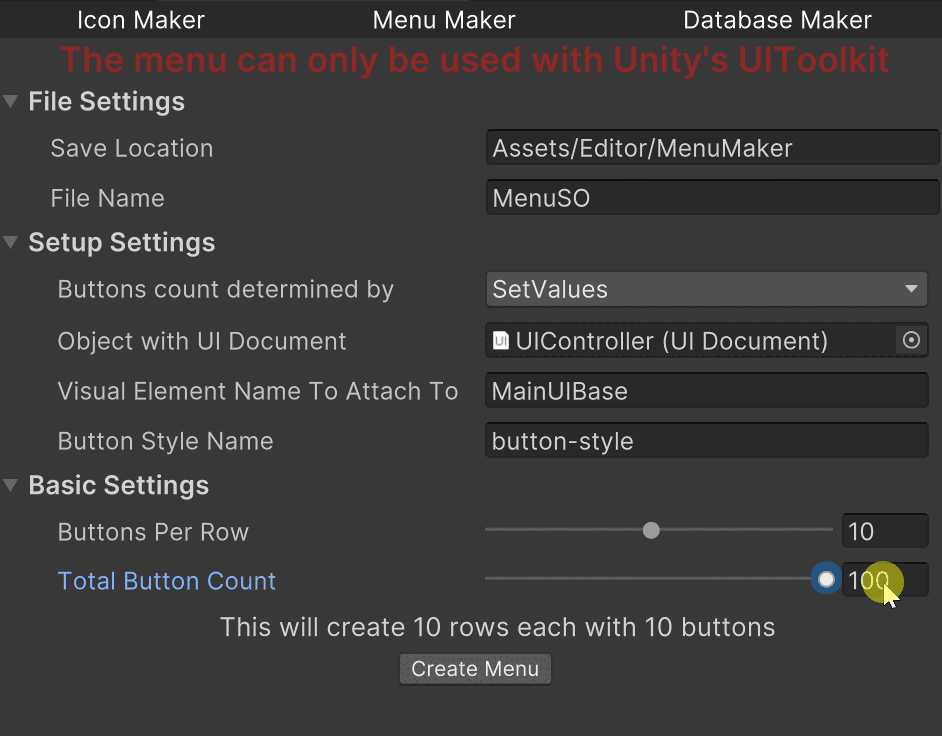 Icon Maker Menu Maker Database Maker
The menu can only be used with Unity's UIToolkit
File Settings
Save Location Assets/Editor/MenuMaker
File Name MenuSO
Setup Settings
Buttons count determined by SetValues
Object with UI Document UI UIController (UI Document)
Visual Element Name To Attach To MainUIBase
Button Style Name button-style
Basic Settings
Buttons Per Row 10
Total Button Count 100
This will create 10 rows each with 10 buttons
Create Menu